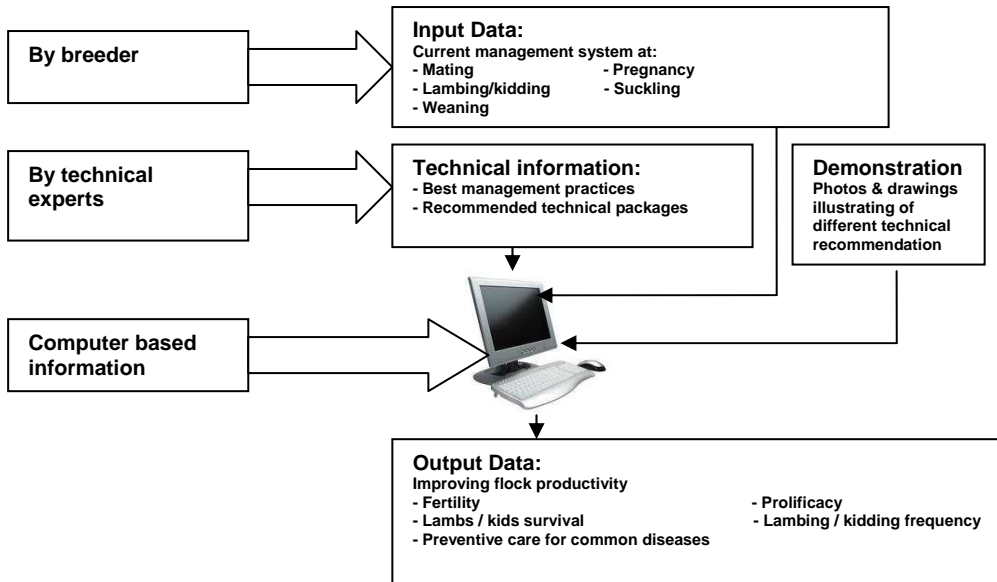 By breeder
Input Data:
Current management system at:
- Mating - Pregnancy
- Lambing/kidding - Suckling
- Weaning
By technical
experts
Technical information:
- Best management practices
- Recommended technical packages
Demonstration
Photos & drawings
illustrating of
different technical
recommendation
Computer based
information
Output Data:
Improving flock productivity
- Fertility - Prolificacy
- Lambs / kids survival - Lambing / kidding frequency
- Preventive care for common diseases